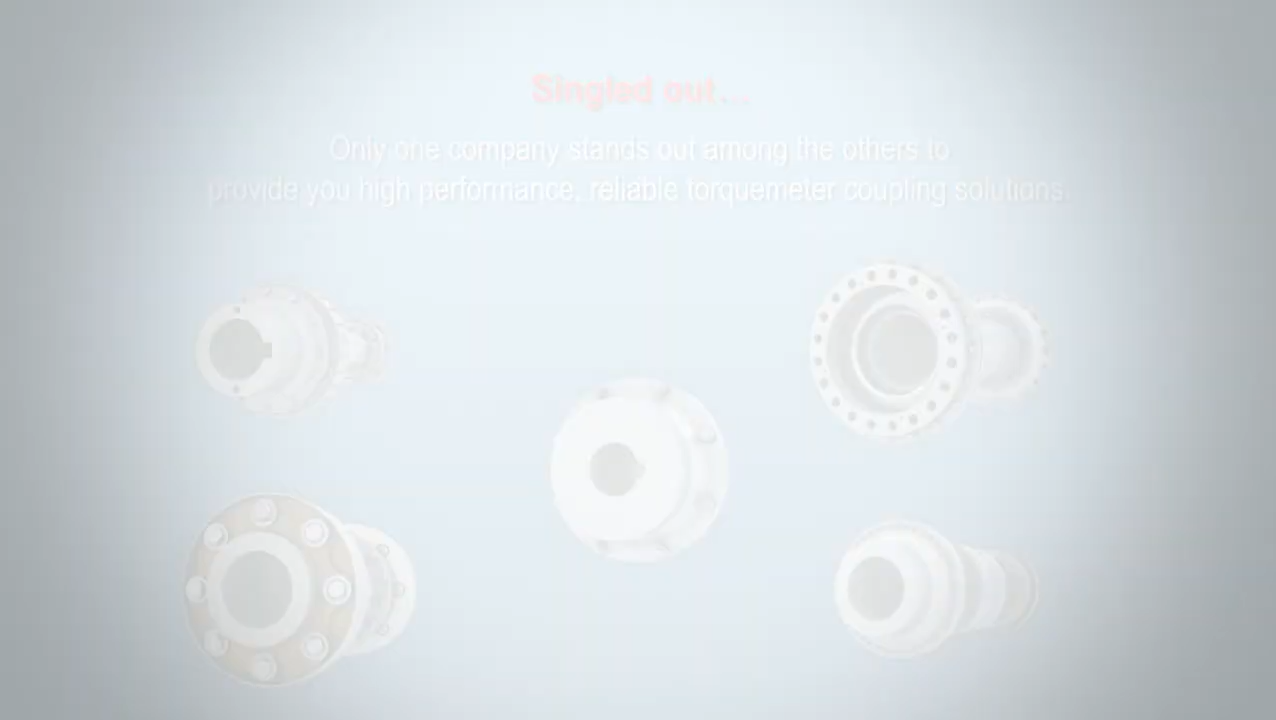 Singled out...
Only one company stands out among the others to
provide you high performance, reliable torquemeter coupling solutions.